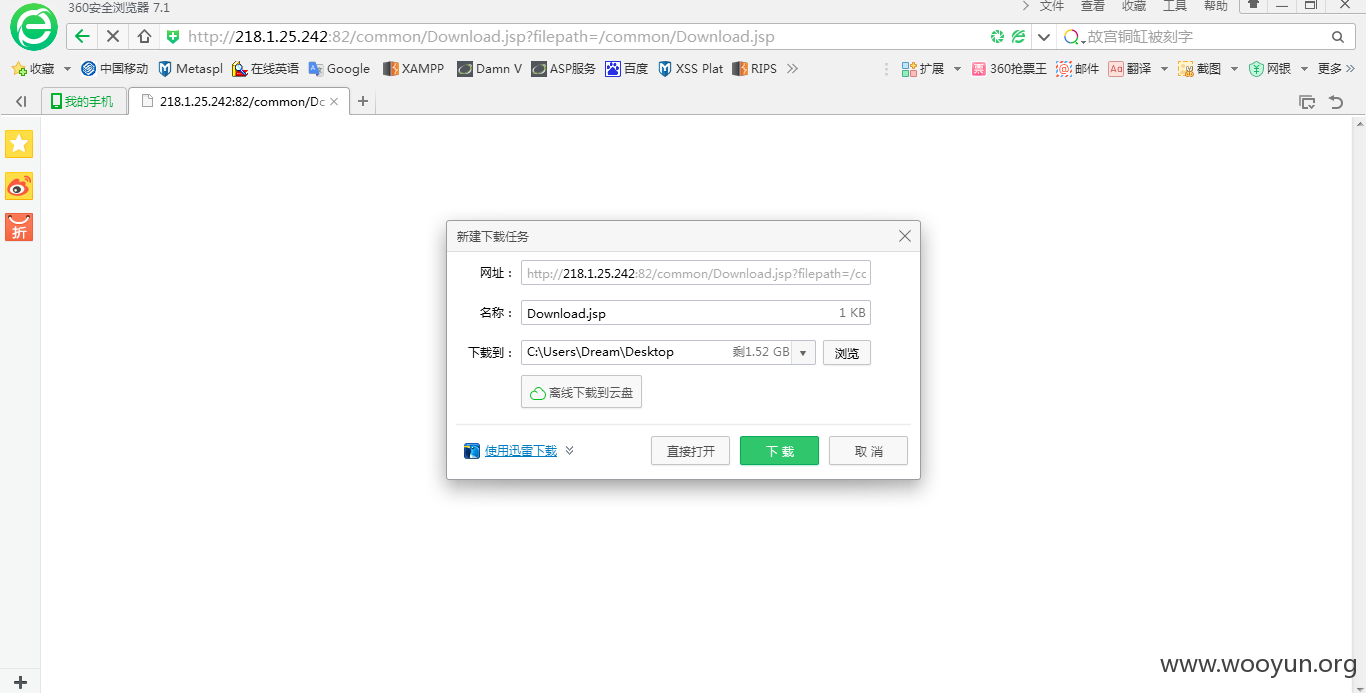 360安全浏览器 7.1
文件 查看 收藏 工具 帮助
http://218.1.25.242:82/common/Download.jsp?filepath=/common/Download.jsp
故宫铜缸被刻字
收藏 中国移动 Metaspl 在线英语 Google XAMPP Damn V ASP服务 百度 XSS Plat RIPS
扩展 360抢票王 邮件 Aa 翻译 截图 网银 更多
我的手机 218.1.25.242:82/common/Dc
折
新建下载任务
网址： http://218.1.25.242:82/common/Download.jsp?filepath=/cc
名称： Download.jsp 1 KB
下载到： C:\Users\Dream\Desktop 剩1.52 GB 浏览
离线下载到云盘
使用迅雷下载 直接打开 下载 取消
www.wooyun.org